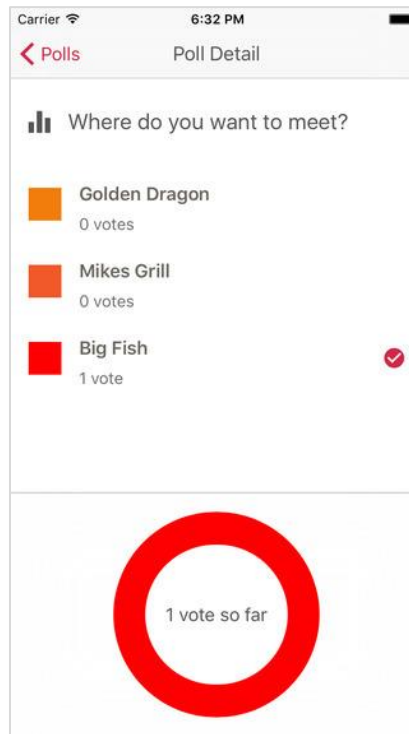 Carrier 6:32 PM
Polls Poll Detail
Where do you want to meet?
Golden Dragon
0 votes
Mikes Grill
0 votes
Big Fish
1 vote
1 vote so far